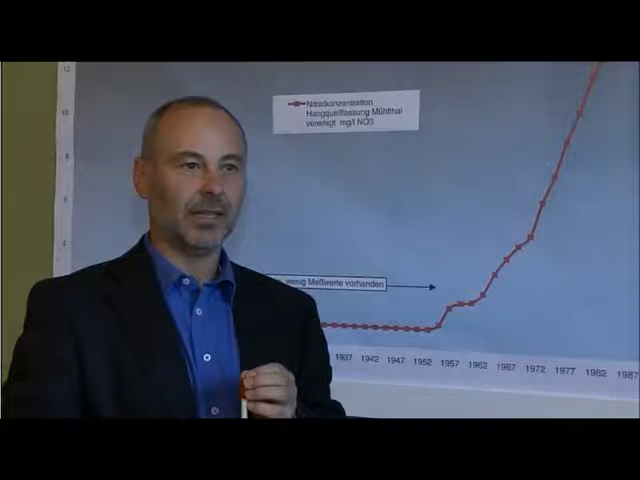 12
10
8
6
4
Nitratkonzentration
Hangquellfassung Mühlthal
vereinigt mg/l NO3
wenig Meßwerte vorhanden
1937 1942 1947 1952 1957 1962 1967 1972 1977 1982 1987